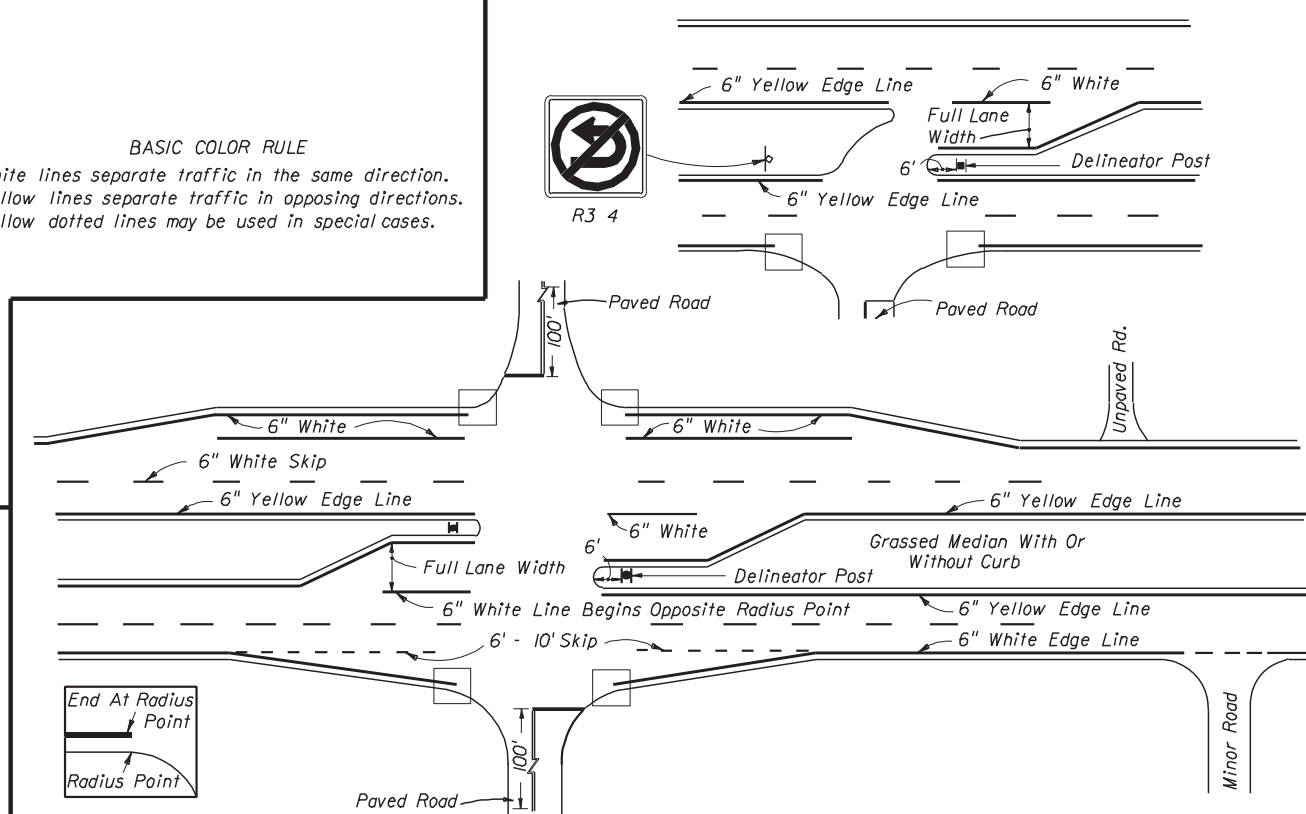 BASIC COLOR RULE
lines separate traffic in the same direction.
lines separate traffic in opposing directions.
dotted lines may be used in special cases.
6" Yellow Edge Line
6" White
Full Lane
Width
6'
Delineator Post
6" Yellow Edge Line
R3 4
Paved Road
Paved Road
100'
Unpaved Rd.
6" White
6" White
6" White Skip
6" Yellow Edge Line
6" Yellow Edge Line
6" White
Grassed Median With Or
Without Curb
6'
Full Lane Width
Delineator Post
6" White Line Begins Opposite Radius Point
6" Yellow Edge Line
6' - 10' Skip
6" White Edge Line
End At Radius
Point
Radius Point
100'
Paved Road
Minor Road